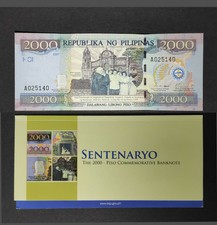 2000 REPUBLIKA NG PILIPINAS 2000
A025140
A025140
2000 DALAWANG LIBONG PISO 2000
SENTENARYO
THE 2000 - PISO COMMEMORATIVE BANKNOTE